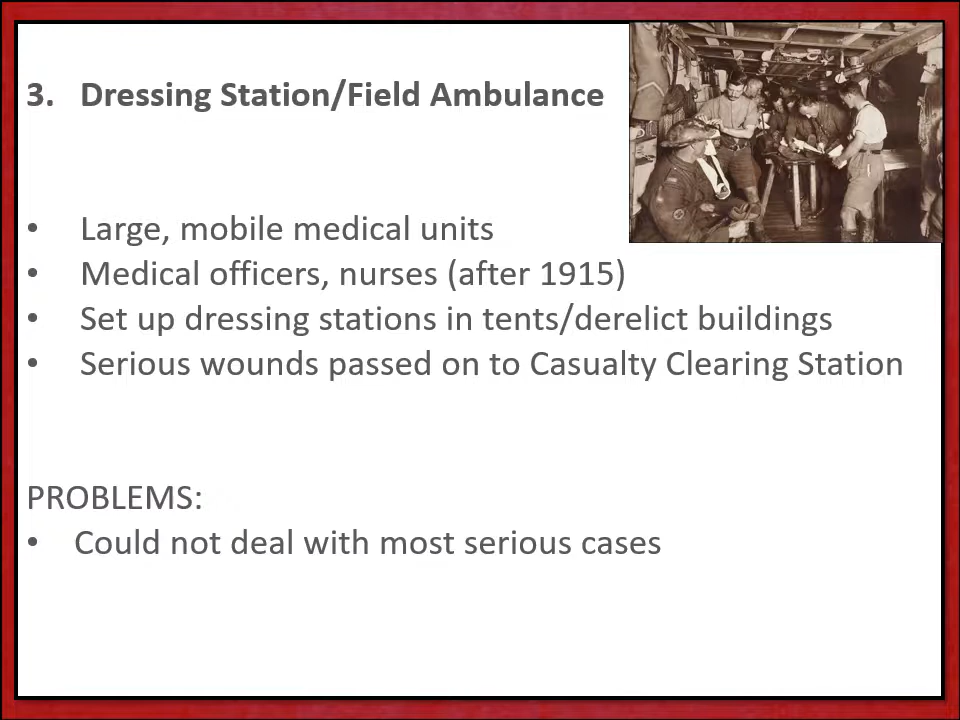 3. Dressing Station/Field Ambulance
• Large, mobile medical units
• Medical officers, nurses (after 1915)
• Set up dressing stations in tents/derelict buildings
• Serious wounds passed on to Casualty Clearing Station
PROBLEMS:
• Could not deal with most serious cases